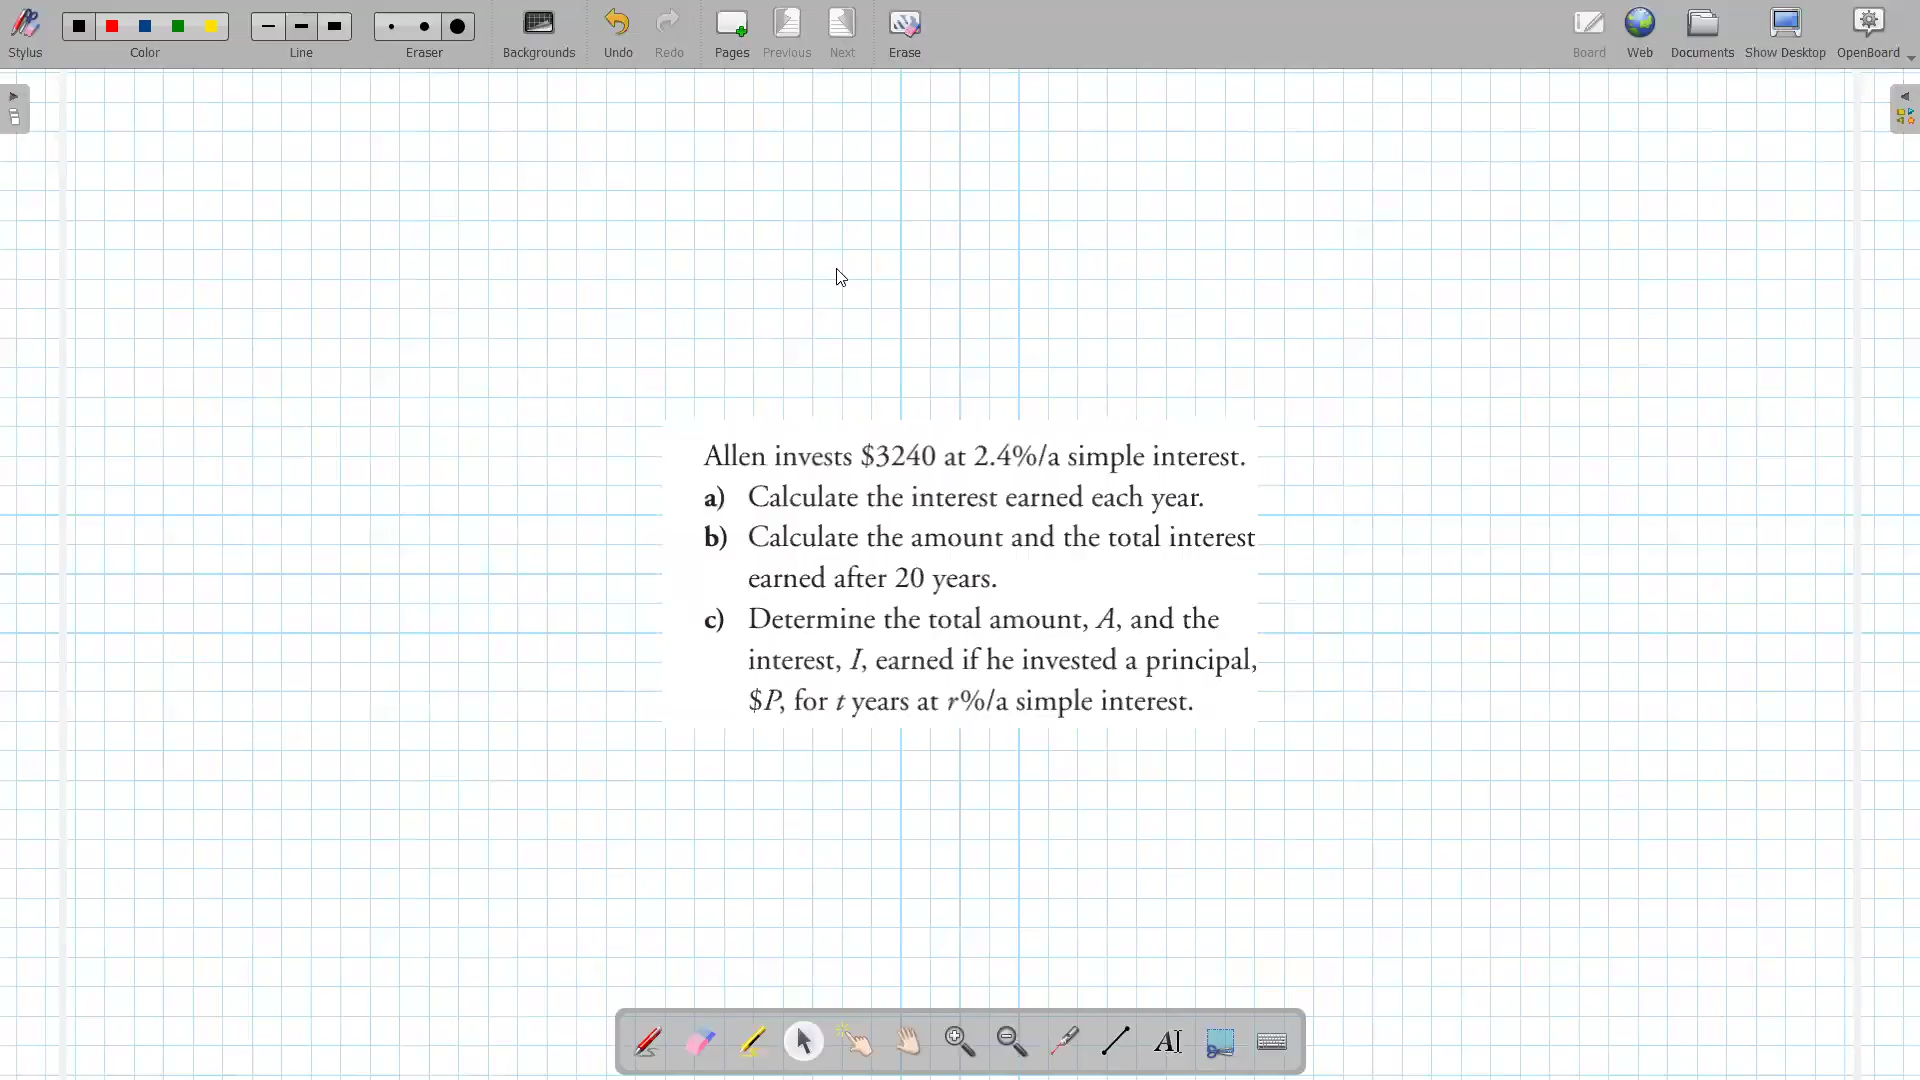 Stylus Color Line Eraser Backgrounds Undo Redo Pages Previous Next Erase Board Web Documents Show Desktop OpenBoard
Allen invests $3240 at 2.4%/a simple interest.
a) Calculate the interest earned each year.
b) Calculate the amount and the total interest
earned after 20 years.
c) Determine the total amount, A, and the
interest, I, earned if he invested a principal,
$P, for t years at r%/a simple interest.